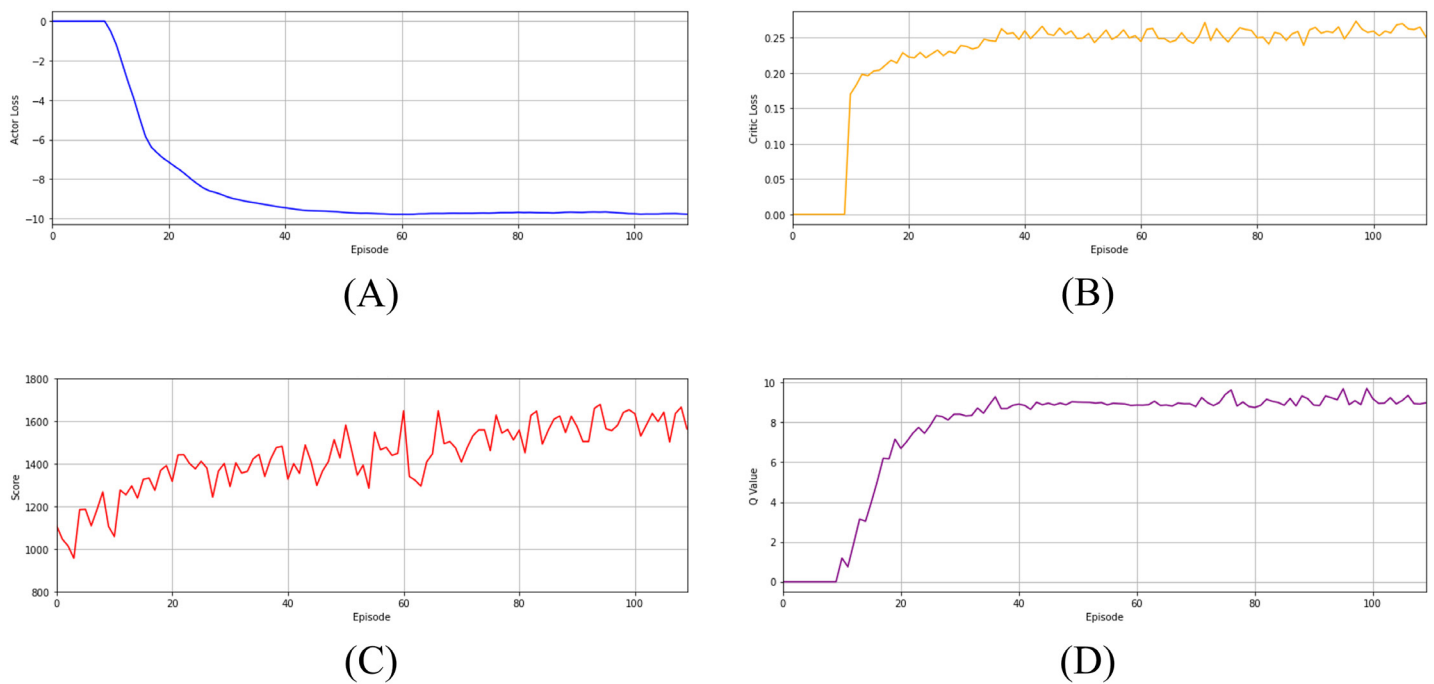 0
−2
−4
−6
−8
−10
Actor Loss
0 20 40 60 80 100
Episode
(A)
0.25
0.20
0.15
0.10
0.05
0.00
Critic Loss
0 20 40 60 80 100
Episode
(B)
1800
1600
1400
1200
1000
800
Score
0 20 40 60 80 100
Episode
(C)
10
8
6
4
2
0
Q Value
0 20 40 60 80 100
Episode
(D)